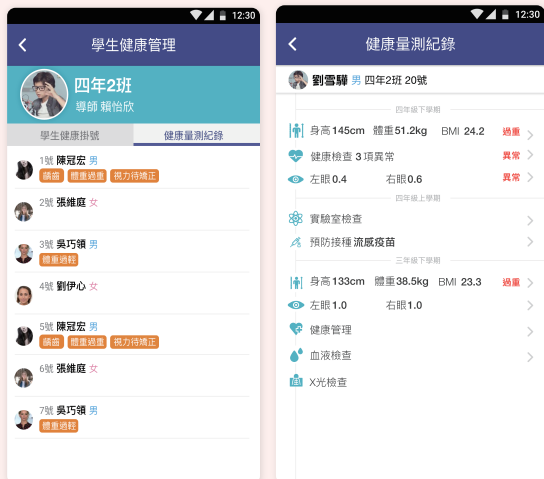 12:30
學生健康管理
四年2班
導師 賴怡欣
學生健康掛號
健康量測紀錄
1號 陳冠宏 男
齲齒 體重過重 視力待矯正
2號 張維庭 女
3號 吳巧領 男
體重過輕
4號 劉伊心 女
5號 陳冠宏 男
齲齒 體重過重 視力待矯正
6號 張維庭 女
7號 吳巧領 男
體重過輕
12:30
健康量測紀錄
劉雪驊 男 四年2班 20號
四年級下學期
身高145cm 體重51.2kg BMI 24.2 過重
健康檢查 3 項異常 異常
左眼0.4 右眼0.6 異常
四年級上學期
實驗室檢查
預防接種 流感疫苗
三年級下學期
身高133cm 體重38.5kg BMI 23.3 過重
左眼1.0 右眼1.0
健康管理
血液檢查
X光檢查